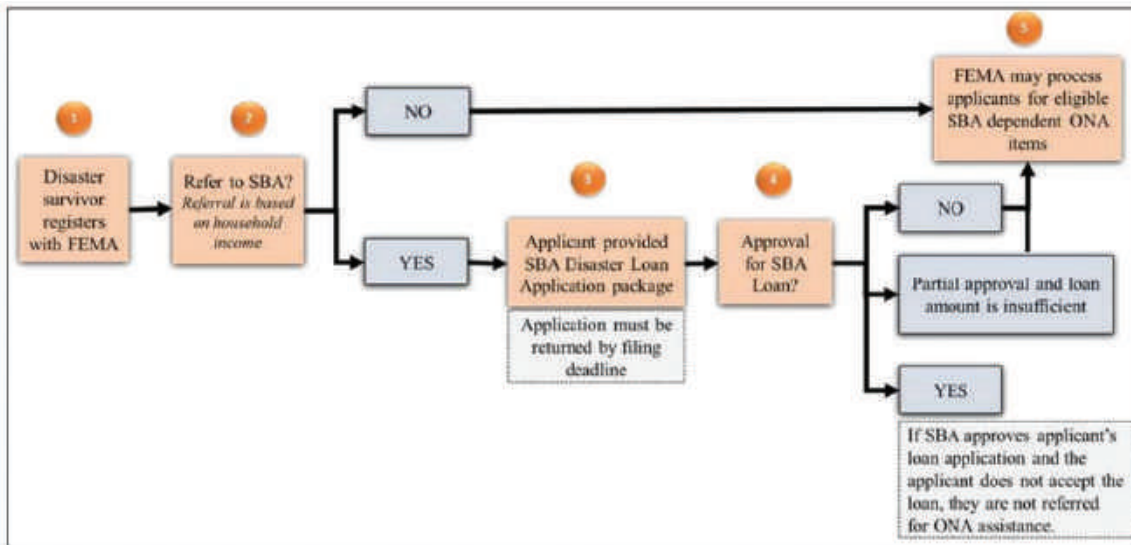 1
Disaster
survivor
registers
with FEMA
2
Refer to SBA?
Referral is based
on household
income
NO
YES
3
Applicant provided
SBA Disaster Loan
Application package
Application must be
returned by filing
deadline
4
Approval
for SBA
Loan?
NO
Partial approval and loan
amount is insufficient
YES
If SBA approves applicant's
loan application and the
applicant does not accept the
loan, they are not referred
for ONA assistance.
5
FEMA may process
applicants for eligible
SBA dependent ONA
items